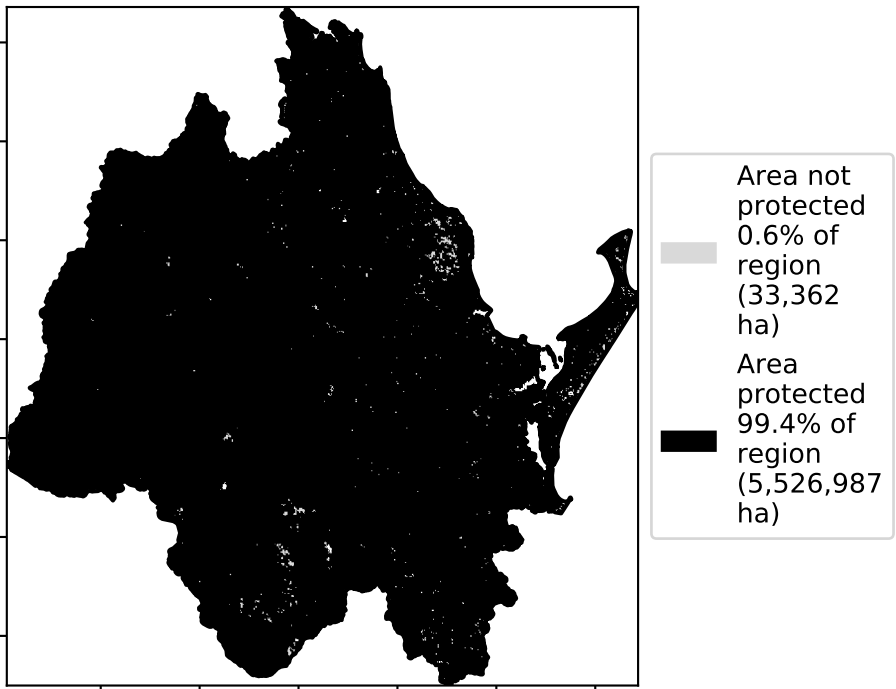 Area not
protected
0.6% of
region
(33,362
ha)
Area
protected
99.4% of
region
(5,526,987
ha)